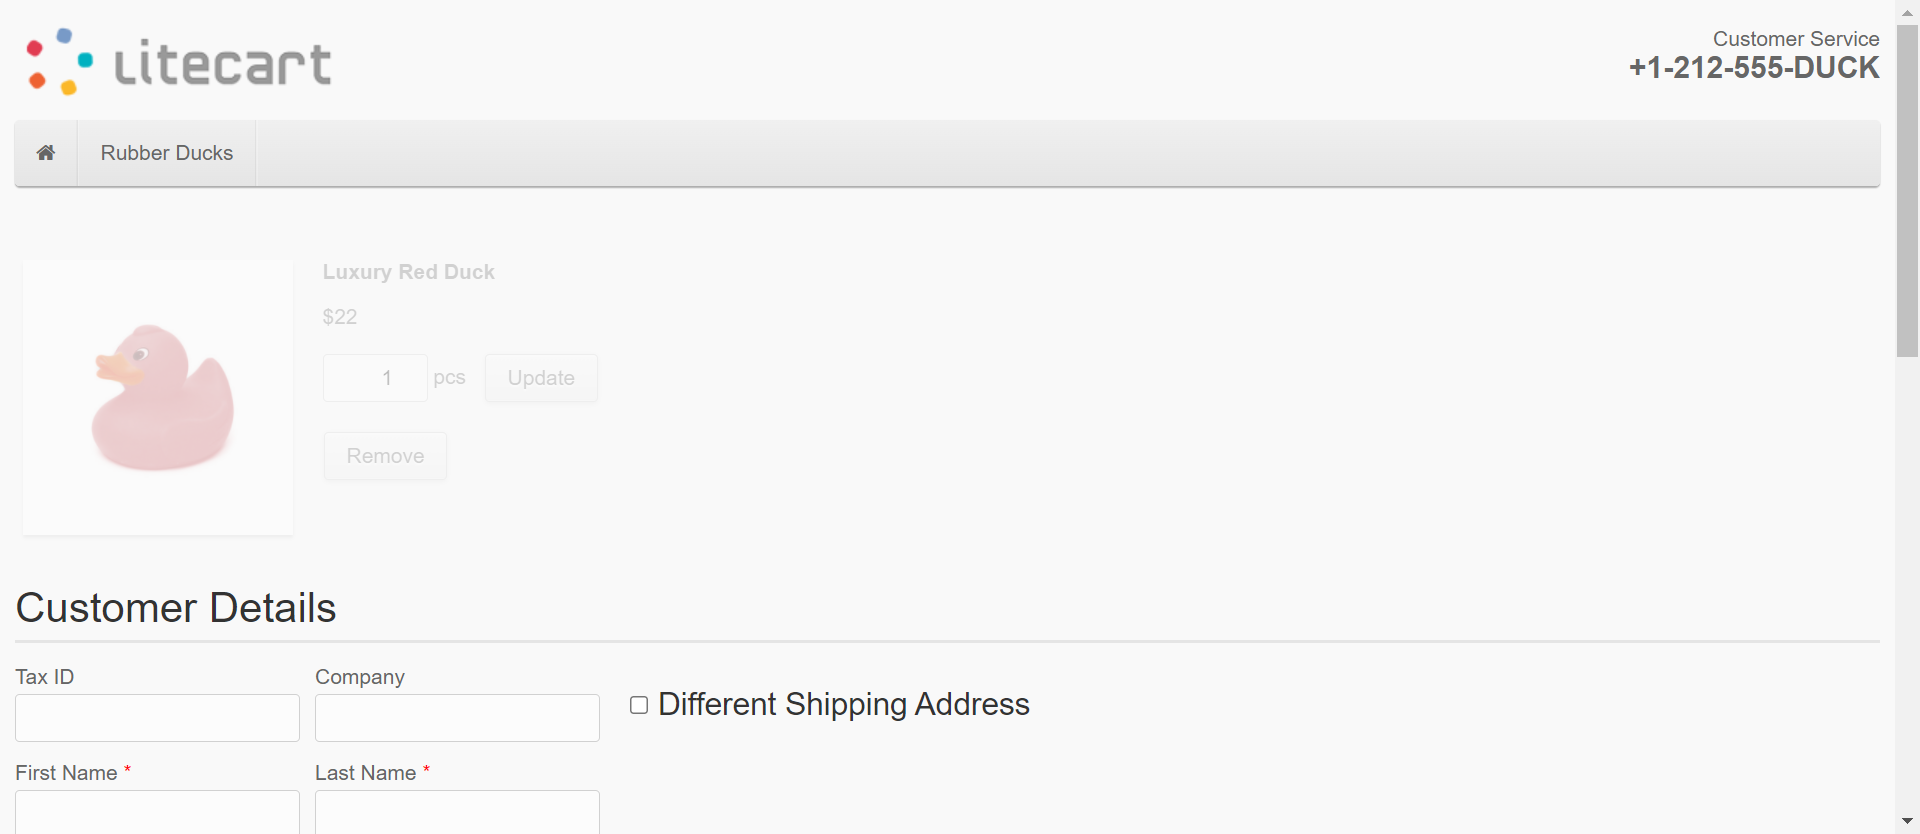 Litecart
Customer Service
+1-212-555-DUCK
Rubber Ducks
Luxury Red Duck
$22
1 pcs Update
Remove
Customer Details
Tax ID Company
Different Shipping Address
First Name * Last Name *